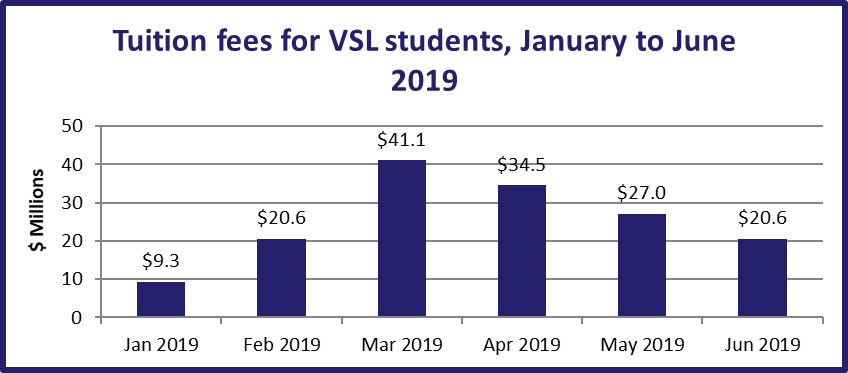 Tuition fees for VSL students, January to June
2019
$ Millions
50
40
30
20
10
0
$9.3
$20.6
$41.1
$34.5
$27.0
$20.6
Jan 2019
Feb 2019
Mar 2019
Apr 2019
May 2019
Jun 2019